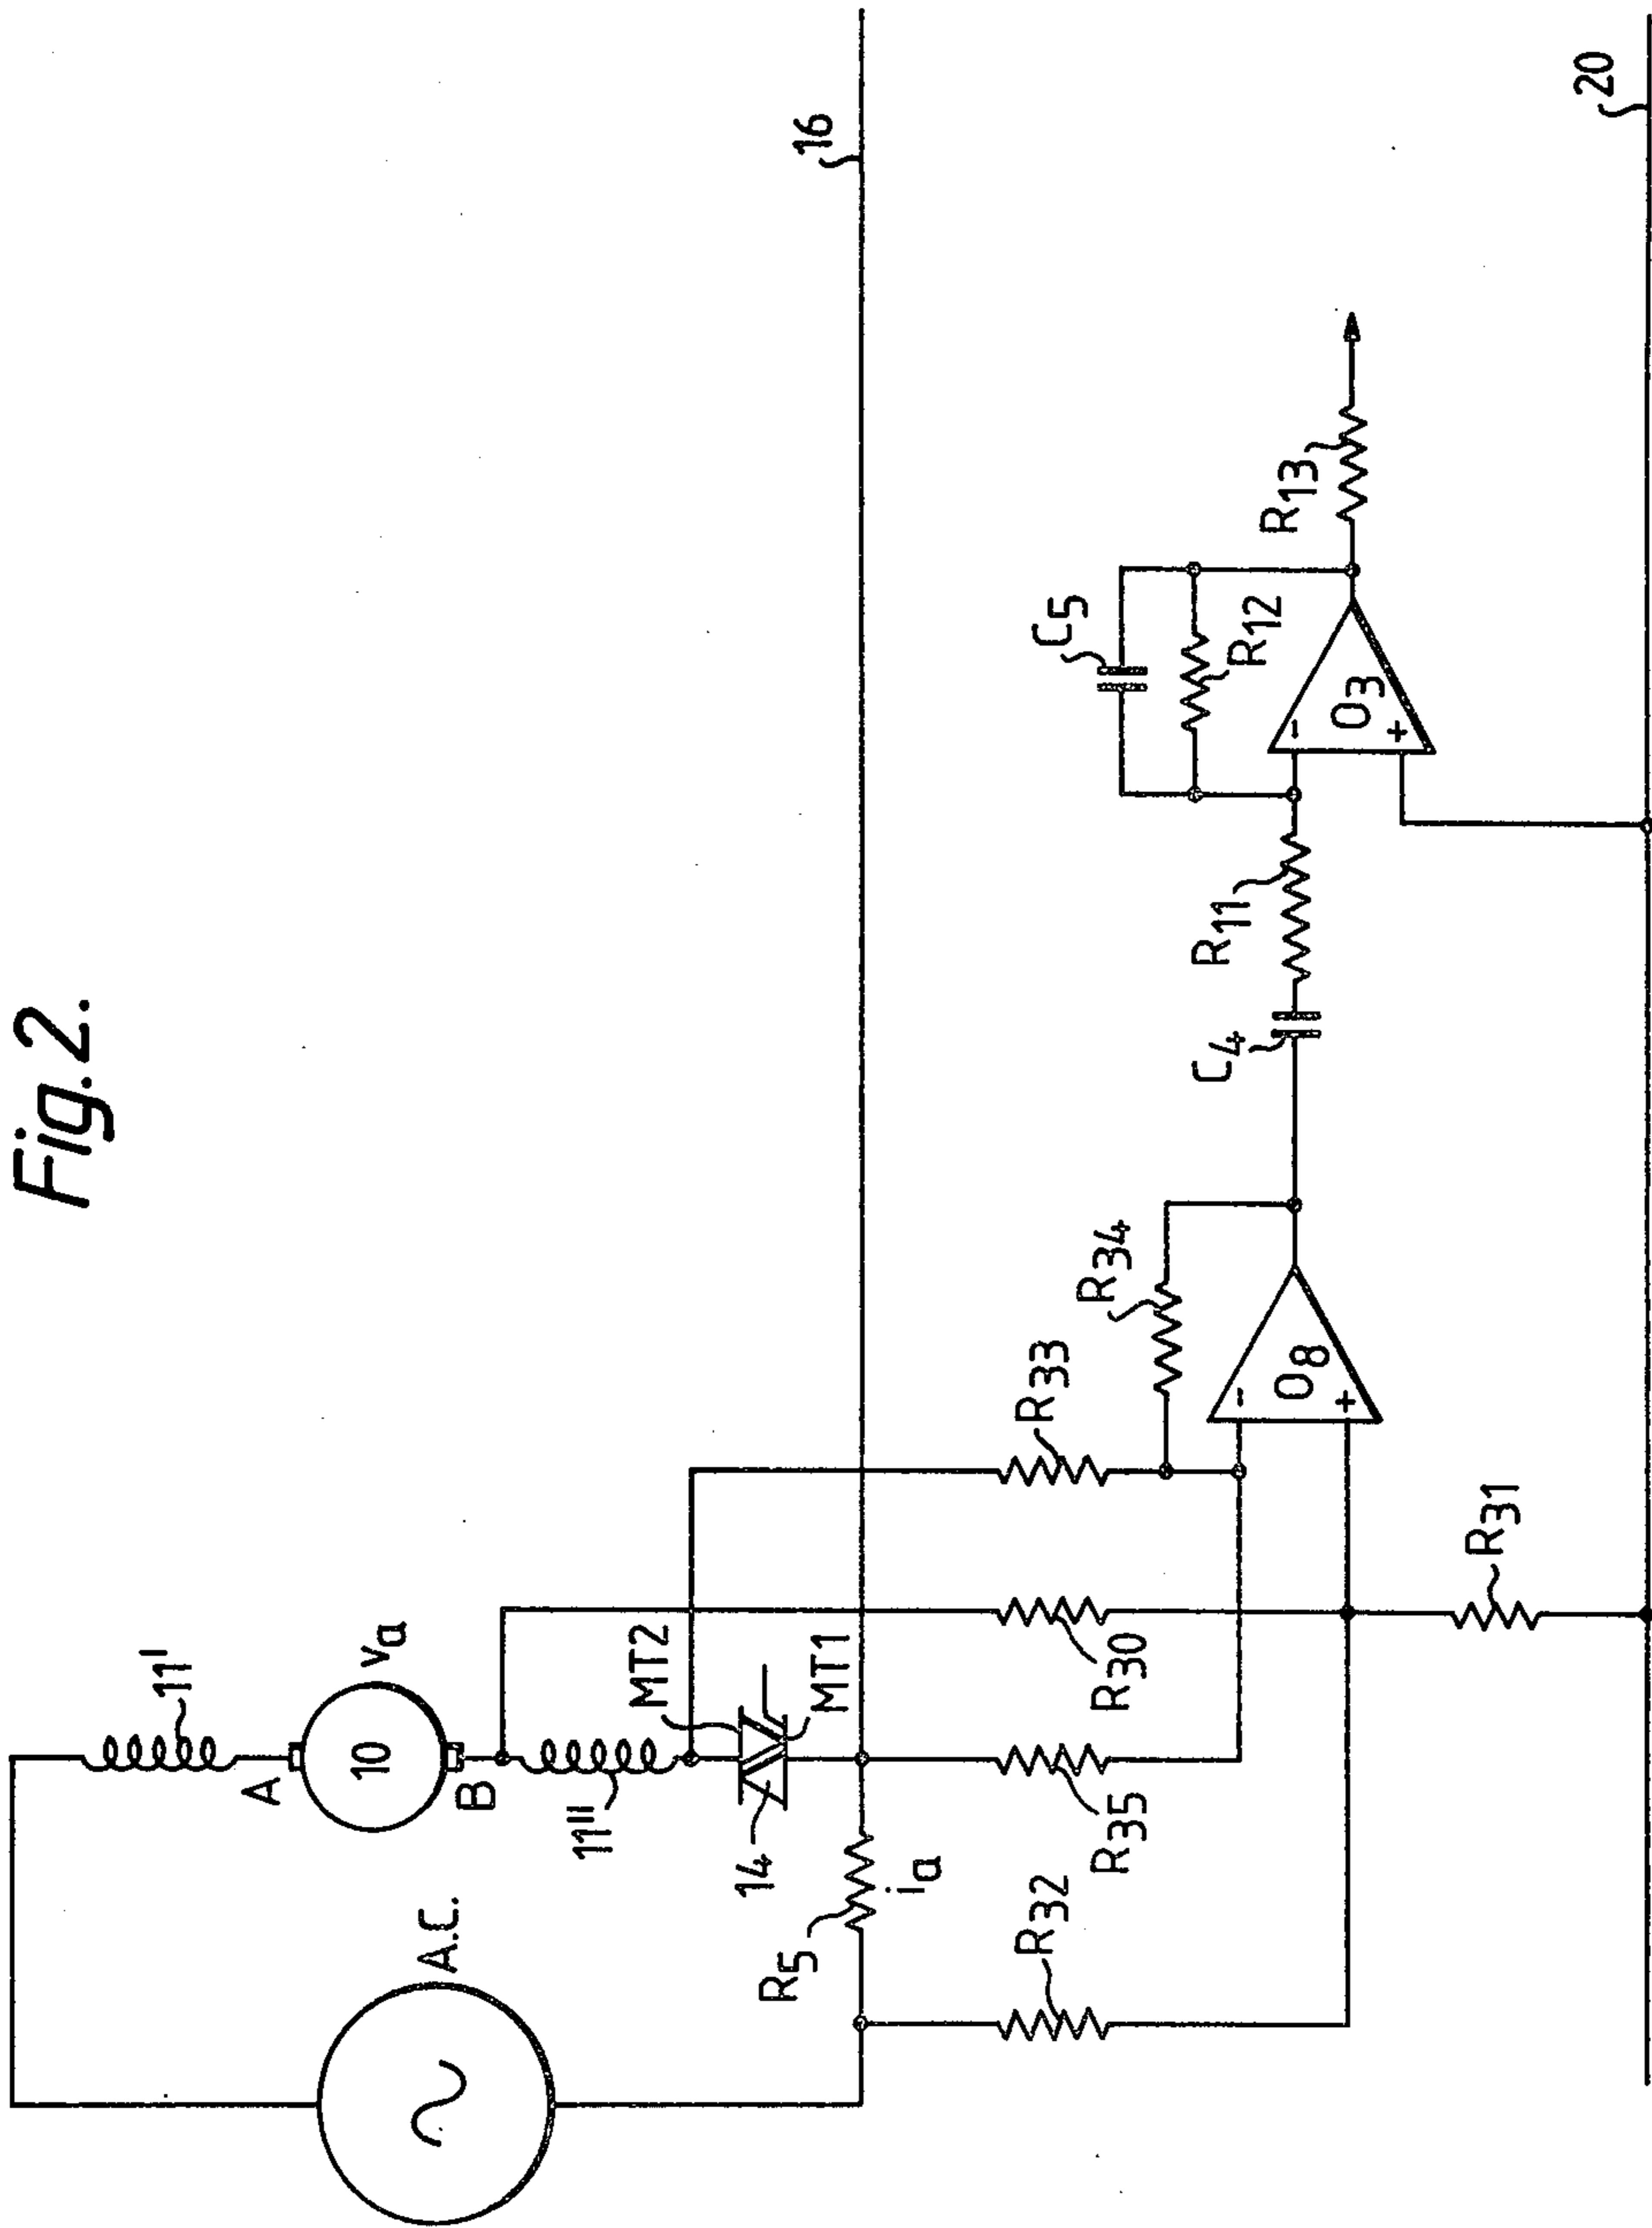 Fig. 2.
A.C.
11'
A
10
va
B
11"
MT2
14
MT1
16
R5
ia
R32
R35
R30
R33
R34
-
O8
+
R31
C4
R11
C5
R12
-
O3
+
R13
20